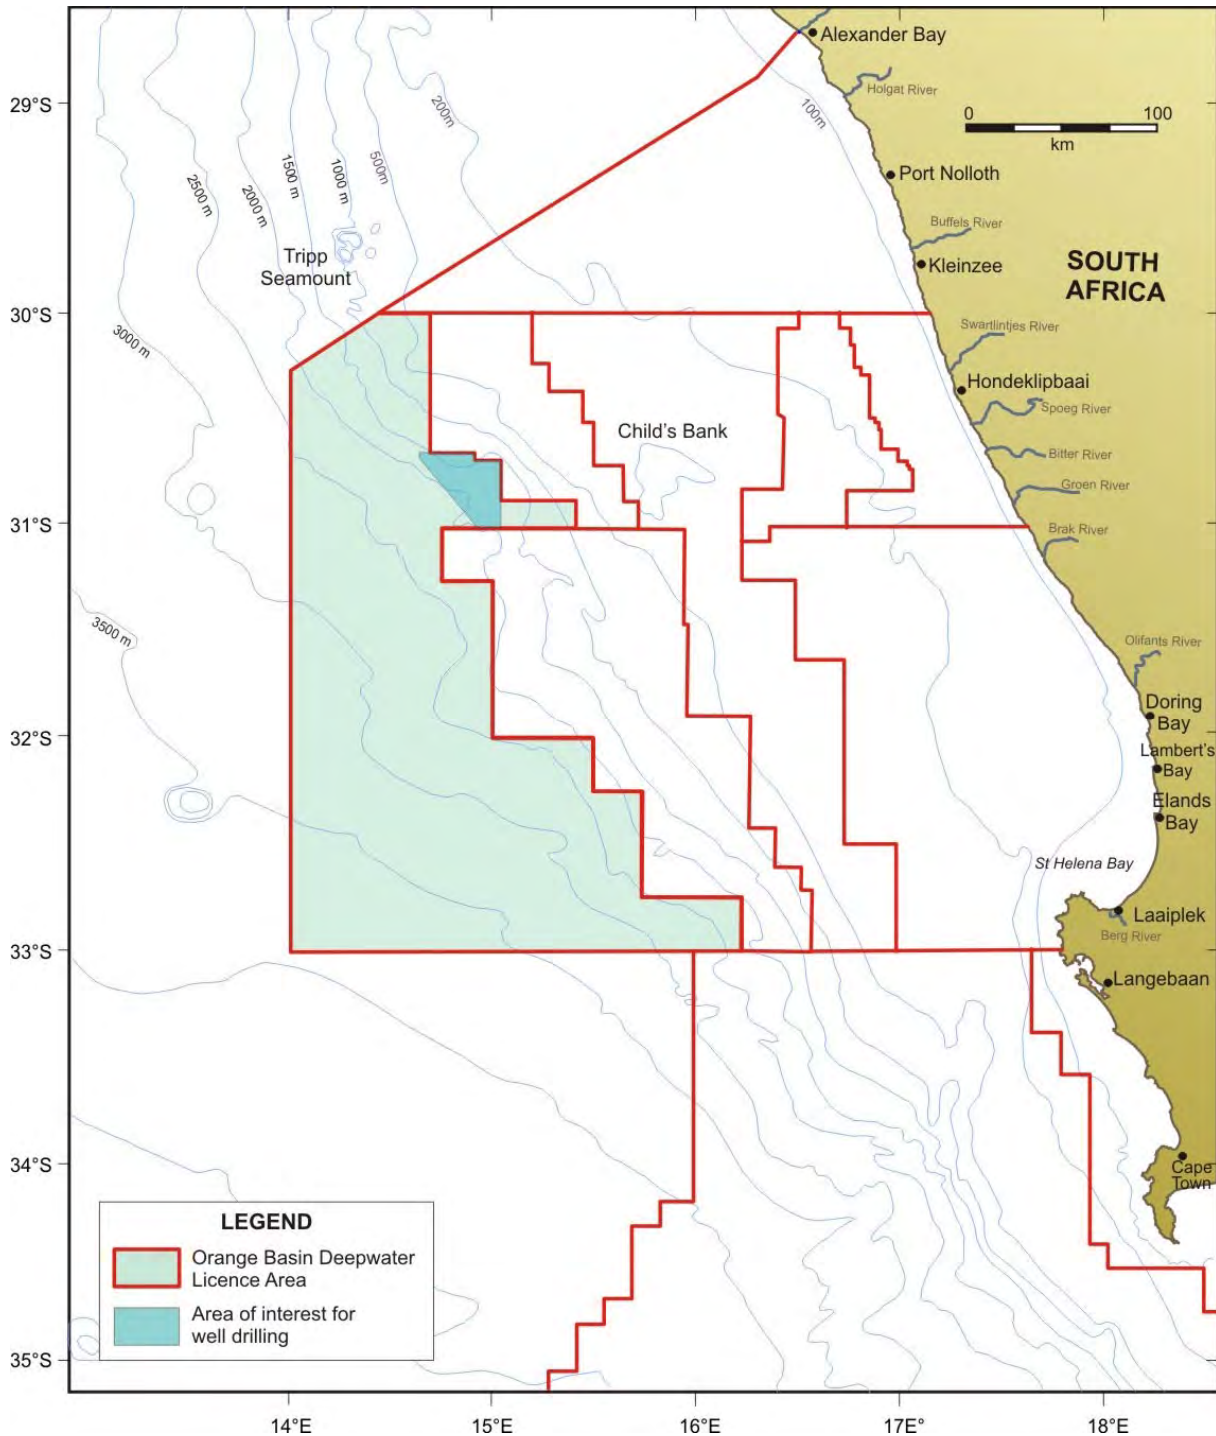 Alexander Bay
29°S
Holgat River
0
100
km
200m
100m
500m
1000 m
1500 m
2000 m
2500 m
Port Nolloth
Buffels River
Tripp
Seamount
Kleinzee
SOUTH
AFRICA
30°S
3000 m
Swartlintjes River
Hondeklipbaai
Spoeg River
Child's Bank
Bitter River
Groen River
31°S
Brak River
3500 m
Olifants River
Doring
Bay
32°S
Lambert's
Bay
Elands
Bay
St Helena Bay
Laaiplek
Berg River
33°S
Langebaan
34°S
Cape
Town
LEGEND
Orange Basin Deepwater
Licence Area
Area of interest for
well drilling
35°S
14°E
15°E
16°E
17°E
18°E